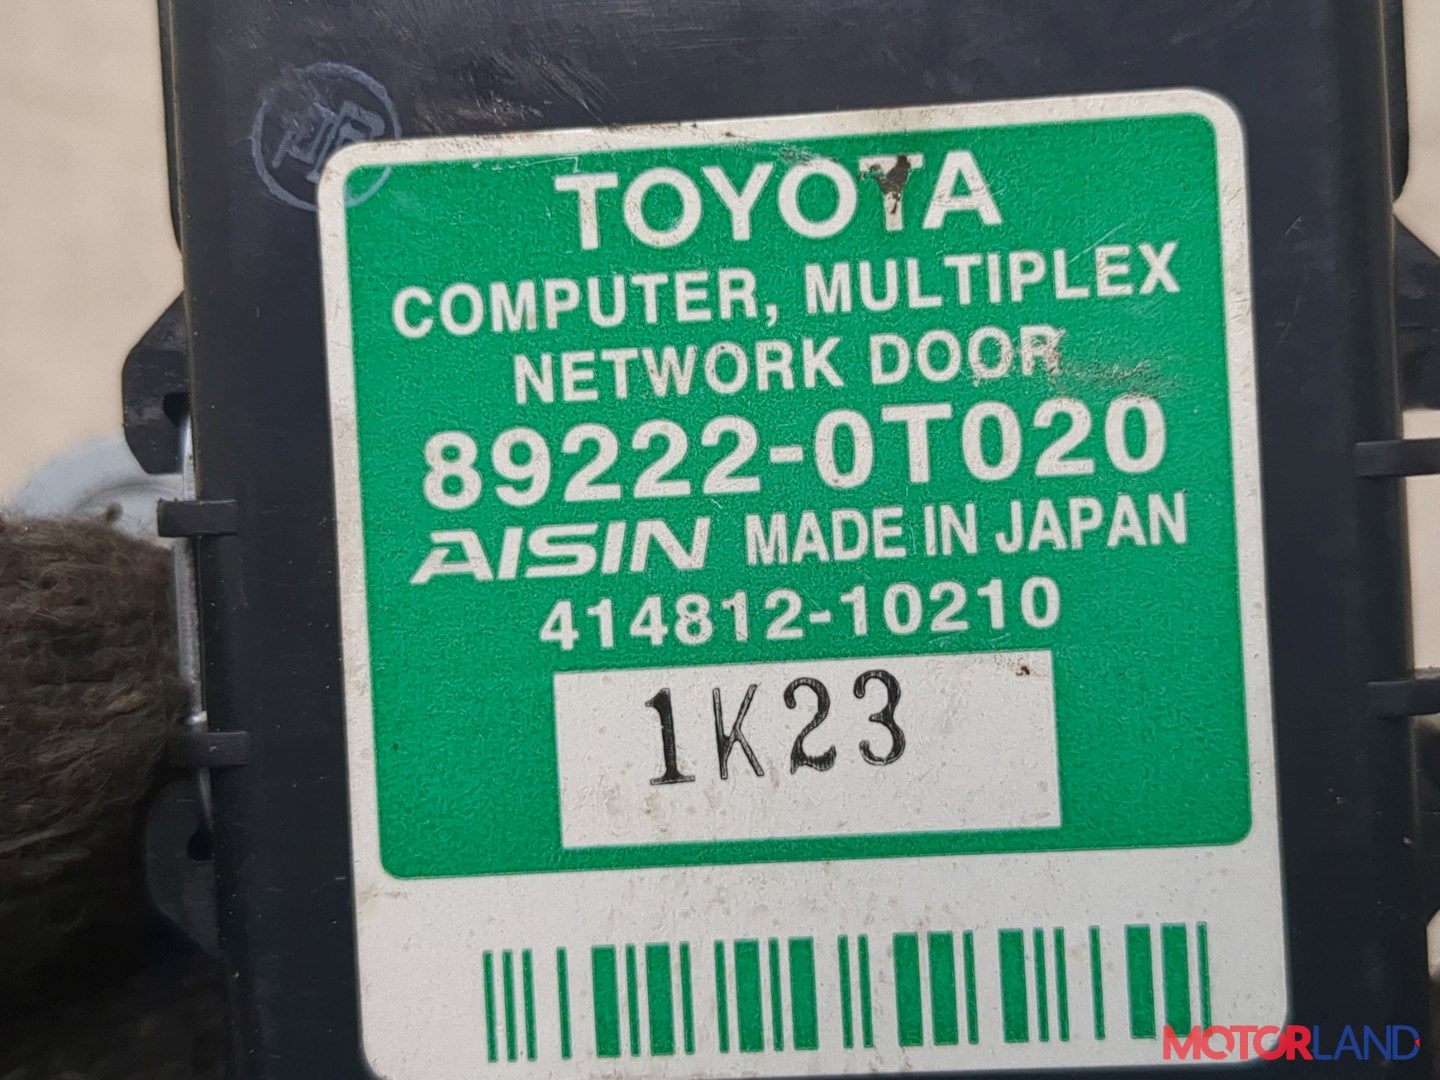 TOYOTA
COMPUTER, MULTIPLEX
NETWORK DOOR
89222-0T020
AISIN MADE IN JAPAN
414812-10210
1K23
MOTORLAND